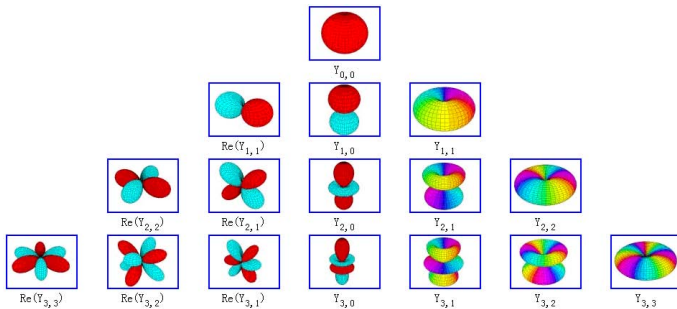 Y0,0
Re(Y1,1) Y1,0 Y1,1
Re(Y2,2) Re(Y2,1) Y2,0 Y2,1 Y2,2
Re(Y3,3) Re(Y3,2) Re(Y3,1) Y3,0 Y3,1 Y3,2 Y3,3